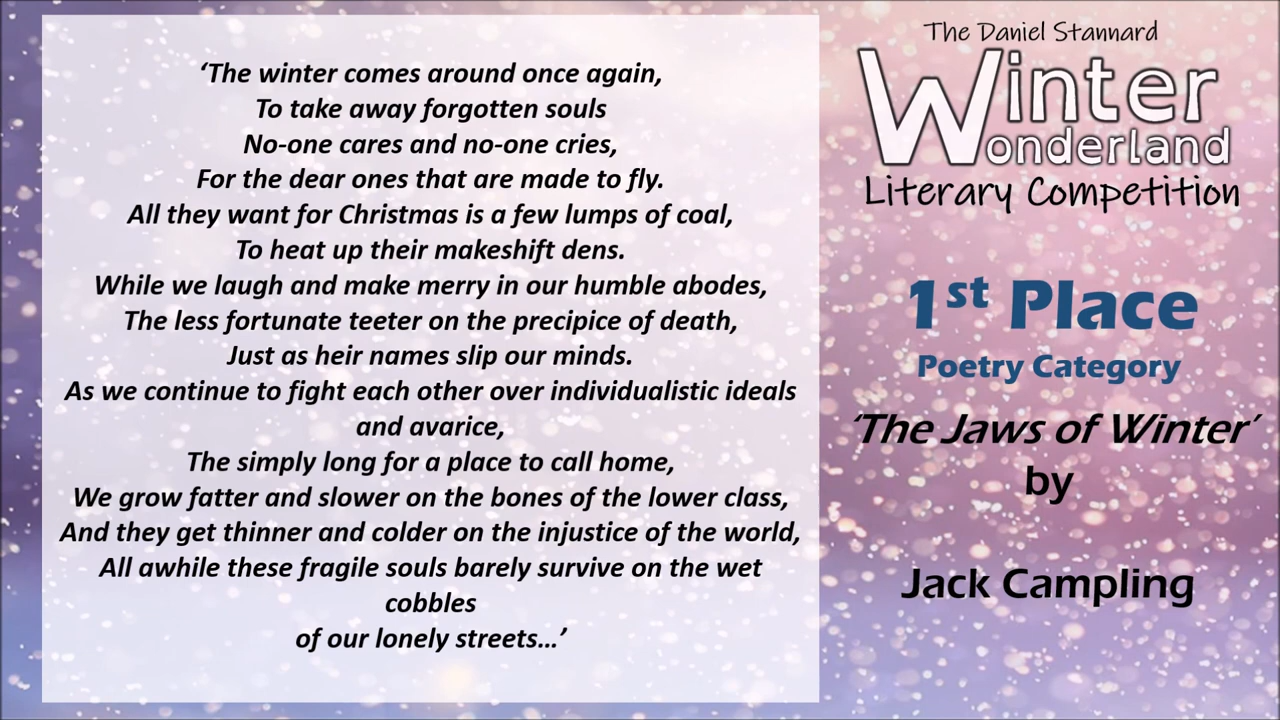 ‘The winter comes around once again,
To take away forgotten souls
No-one cares and no-one cries,
For the dear ones that are made to fly.
All they want for Christmas is a few lumps of coal,
To heat up their makeshift dens.
While we laugh and make merry in our humble abodes,
The less fortunate teeter on the precipice of death,
Just as heir names slip our minds.
As we continue to fight each other over individualistic ideals
and avarice,
The simply long for a place to call home,
We grow fatter and slower on the bones of the lower class,
And they get thinner and colder on the injustice of the world,
All awhile these fragile souls barely survive on the wet
cobbles
of our lonely streets…’
The Daniel Stannard
Winter
Wonderland
Literary Competition
1st Place
Poetry Category
‘The Jaws of Winter’
by
Jack Campling